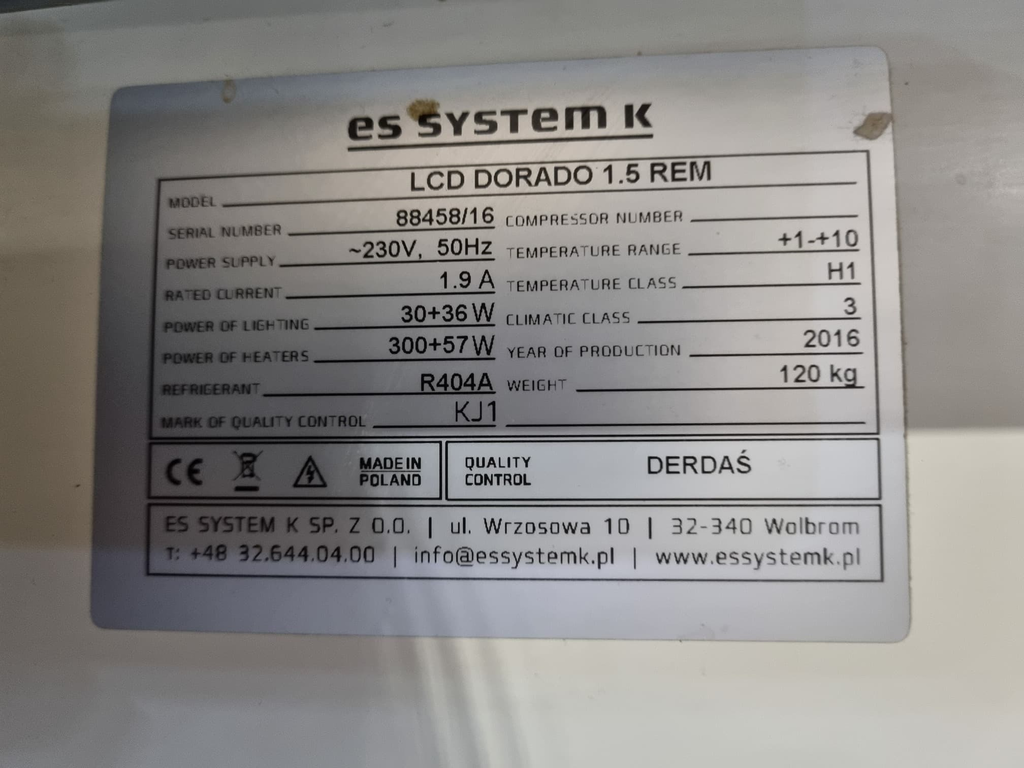 es system k
MODEL LCD DORADO 1.5 REM
SERIAL NUMBER 88458/16 COMPRESSOR NUMBER
POWER SUPPLY ~230V, 50Hz TEMPERATURE RANGE +1-+10
RATED CURRENT 1.9 A TEMPERATURE CLASS H1
POWER OF LIGHTING 30+36 W CLIMATIC CLASS 3
POWER OF HEATERS 300+57W YEAR OF PRODUCTION 2016
REFRIGERANT R404A WEIGHT 120 kg
MARK OF QUALITY CONTROL KJ1
CE MADE IN POLAND QUALITY CONTROL DERDAŚ
ES SYSTEM K SP. Z O.O. | ul. Wrzosowa 10 | 32-340 Wolbrom
T: +48 32.644.04.00 | info@essystemk.pl | www.essystemk.pl